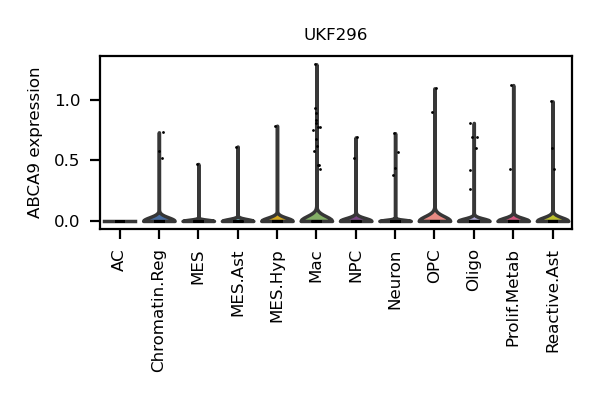 UKF296
ABCA9 expression
1.0
0.5
0.0
AC
Chromatin.Reg
MES
MES.Ast
MES.Hyp
Mac
NPC
Neuron
OPC
Oligo
Prolif.Metab
Reactive.Ast